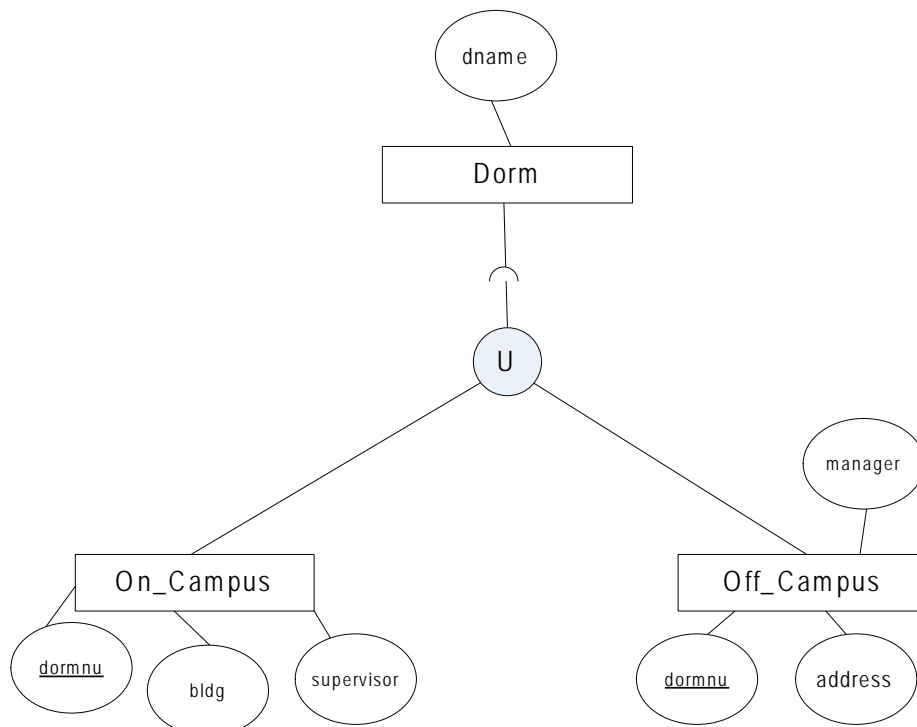 dname
Dorm
U
manager
On_Campus
Off_Campus
dormnu
bldg
supervisor
dormnu
address